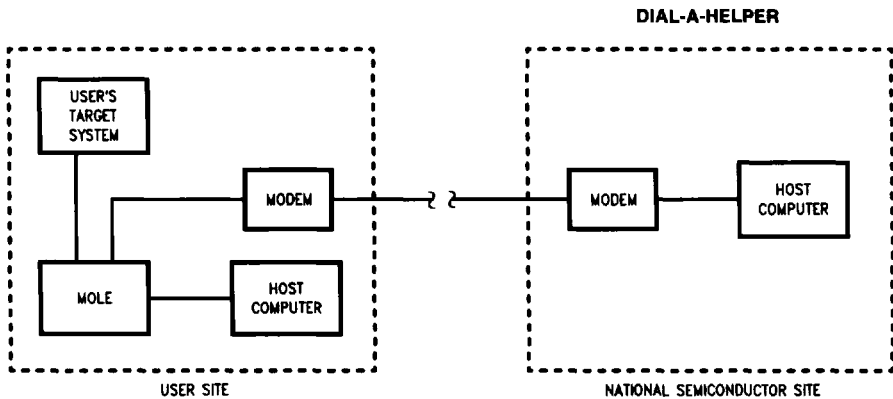 DIAL-A-HELPER
USER'S
TARGET
SYSTEM
MODEM
MOLE
HOST
COMPUTER
USER SITE
MODEM
HOST
COMPUTER
NATIONAL SEMICONDUCTOR SITE